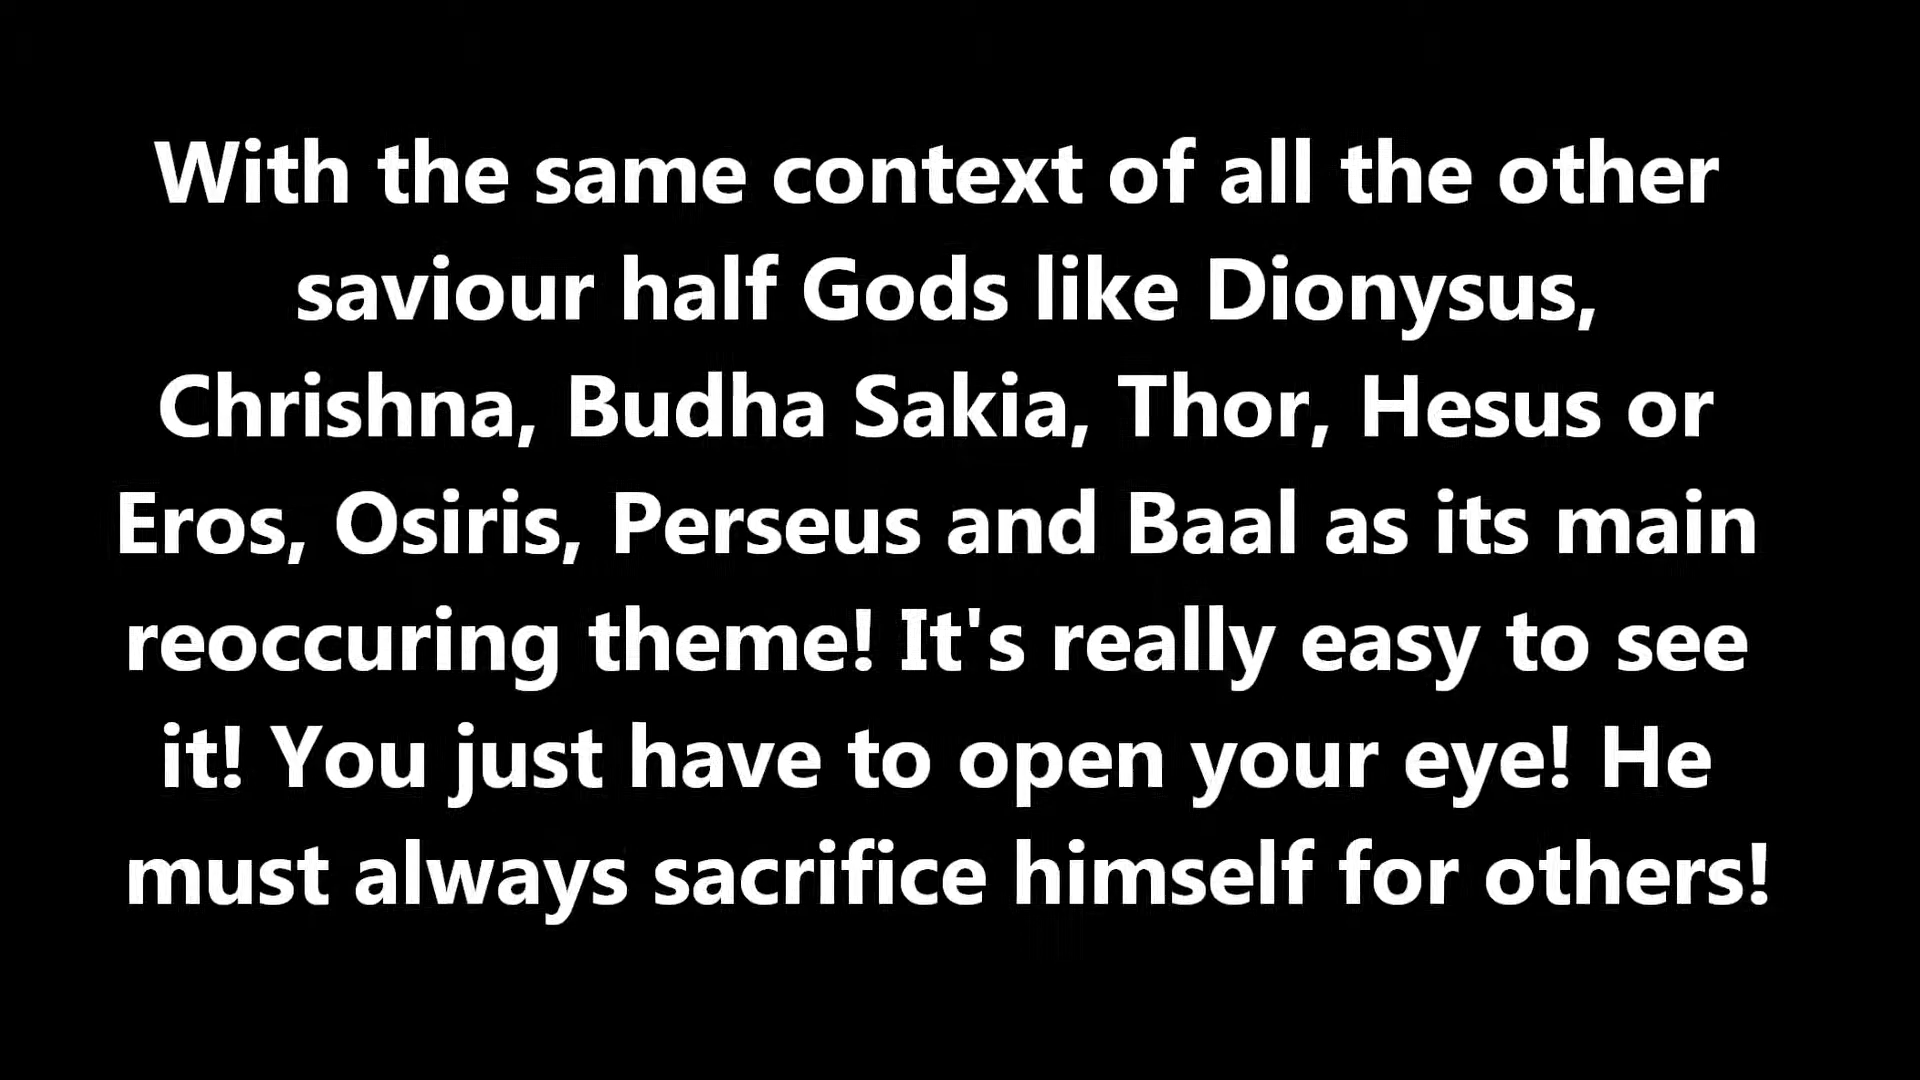 With the same context of all the other
saviour half Gods like Dionysus,
Chrishna, Budha Sakia, Thor, Hesus or
Eros, Osiris, Perseus and Baal as its main
reoccuring theme! It's really easy to see
it! You just have to open your eye! He
must always sacrifice himself for others!